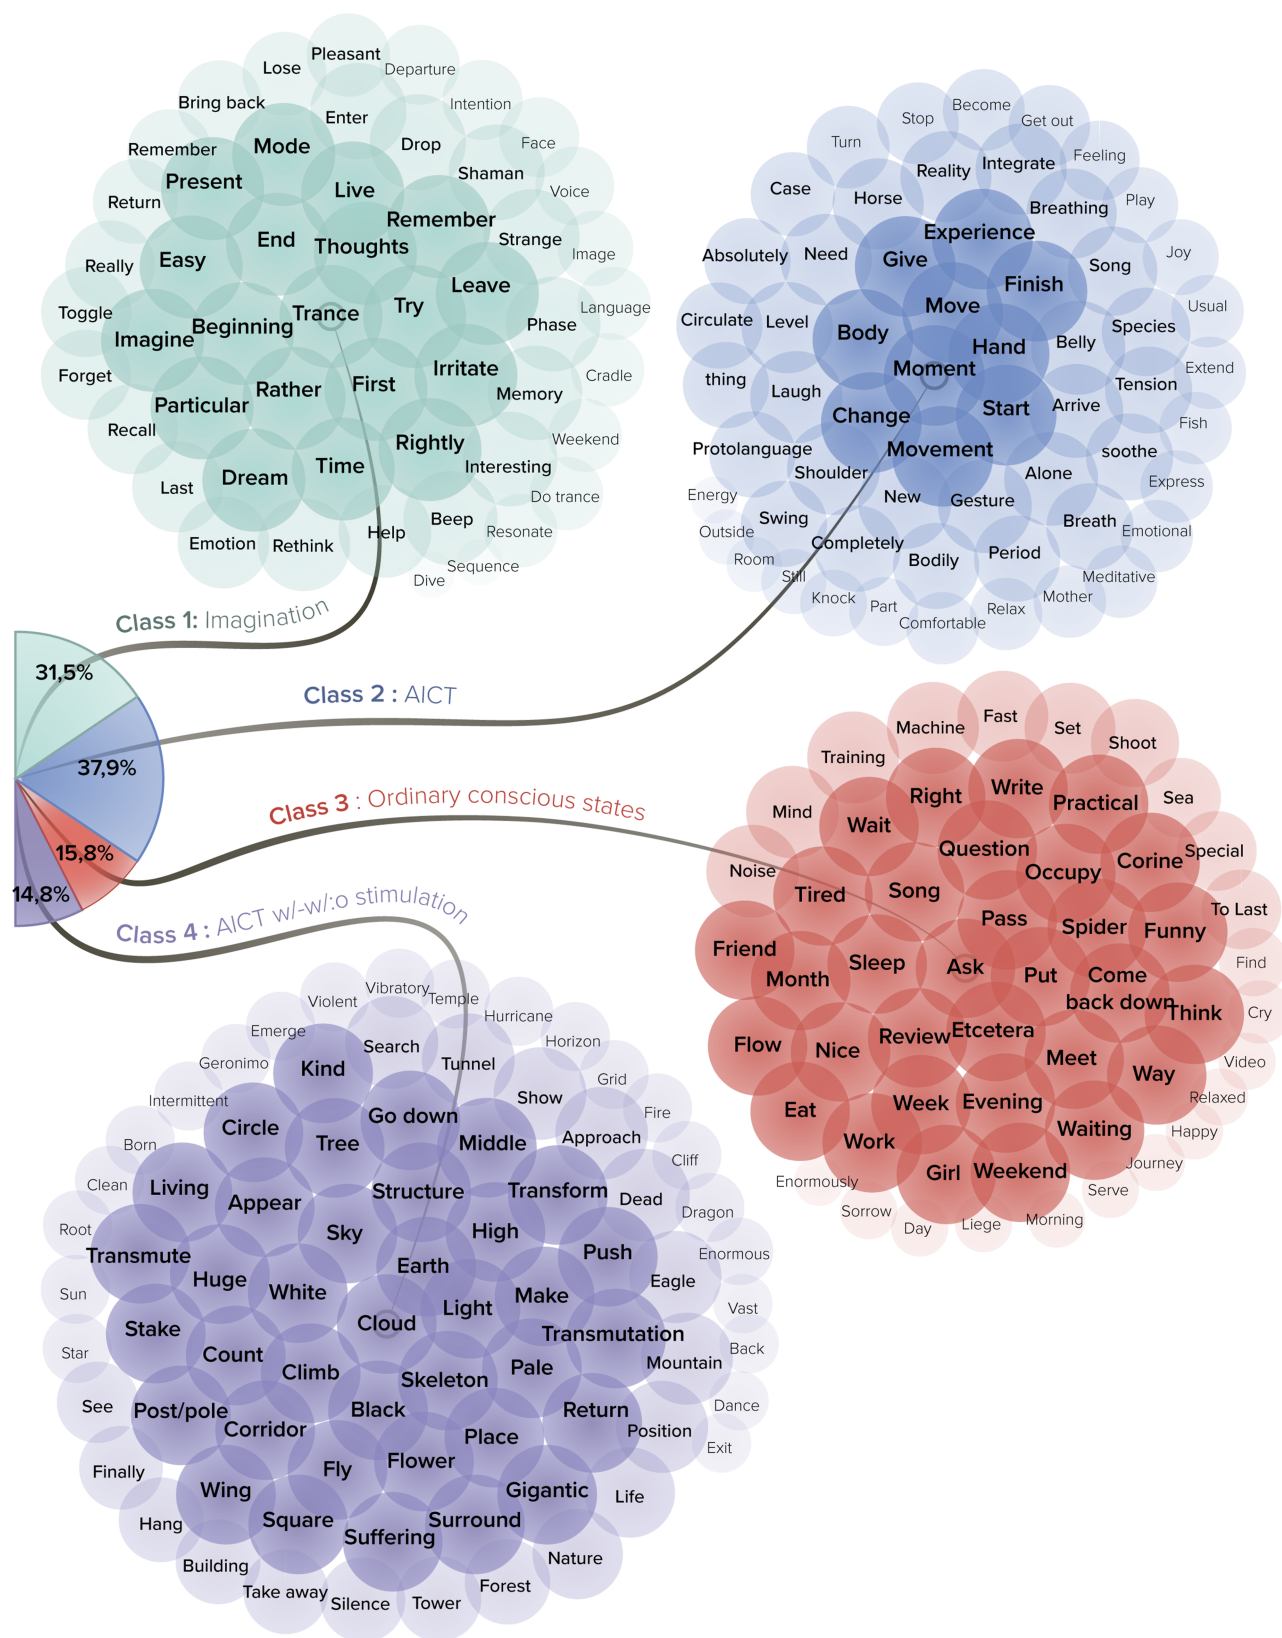 Pleasant
Lose
Departure
Bring back
Enter
Intention
Mode
Drop
Face
Remember
Present
Live
Shaman
Voice
Return
Remember
End
Thoughts
Strange
Image
Really
Easy
Leave
Toggle
Trance
Try
Language
Imagine
Beginning
Phase
Forget
Rather
First
Irritate
Cradle
Particular
Memory
Recall
Rightly
Weekend
Last
Dream
Time
Interesting
Do trance
Help
Beep
Resonate
Emotion
Rethink
Sequence
Dive
Class 1: Imagination
Become
Stop
Get out
Turn
Reality
Integrate
Feeling
Case
Horse
Breathing
Play
Experience
Absolutely
Need
Give
Song
Joy
Finish
Circulate
Level
Move
Usual
Body
Hand
Belly
Species
thing
Laugh
Moment
Extend
Tension
Change
Start
Arrive
Fish
Protolanguage
Movement
soothe
Shoulder
Alone
Express
Energy
New
Gesture
Outside
Swing
Breath
Emotional
Completely
Room
Bodily
Period
Still
Meditative
Knock
Part
Relax
Mother
Comfortable
Class 2 : AICT
31,5%
37,9%
15,8%
14,8%
Class 3 : Ordinary conscious states
Fast
Machine
Set
Shoot
Training
Right
Write
Practical
Sea
Mind
Wait
Question
Special
Noise
Occupy
Corine
Tired
Song
To Last
Pass
Spider
Funny
Friend
Month
Sleep
Ask
Put
Come
back down
Find
Think
Cry
Flow
Nice
Review
Etcetera
Meet
Video
Way
Eat
Week
Evening
Relaxed
Work
Waiting
Happy
Girl
Weekend
Journey
Enormously
Serve
Sorrow
Day
Liege
Morning
Class 4 : AICT w/-w/:o stimulation
Vibratory
Violent
Temple
Hurricane
Emerge
Search
Horizon
Geronimo
Kind
Tunnel
Grid
Intermittent
Show
Fire
Circle
Go down
Born
Tree
Middle
Approach
Cliff
Clean
Living
Appear
Structure
Transform
Dead
Dragon
Root
Sky
High
Transmute
Push
Enormous
Huge
Earth
Eagle
Sun
White
Light
Make
Vast
Stake
Cloud
Transmutation
Star
Count
Climb
Skeleton
Pale
Mountain
Back
See
Post/pole
Black
Return
Dance
Corridor
Place
Position
Exit
Finally
Fly
Flower
Wing
Gigantic
Life
Hang
Square
Suffering
Surround
Building
Nature
Take away
Silence
Tower
Forest